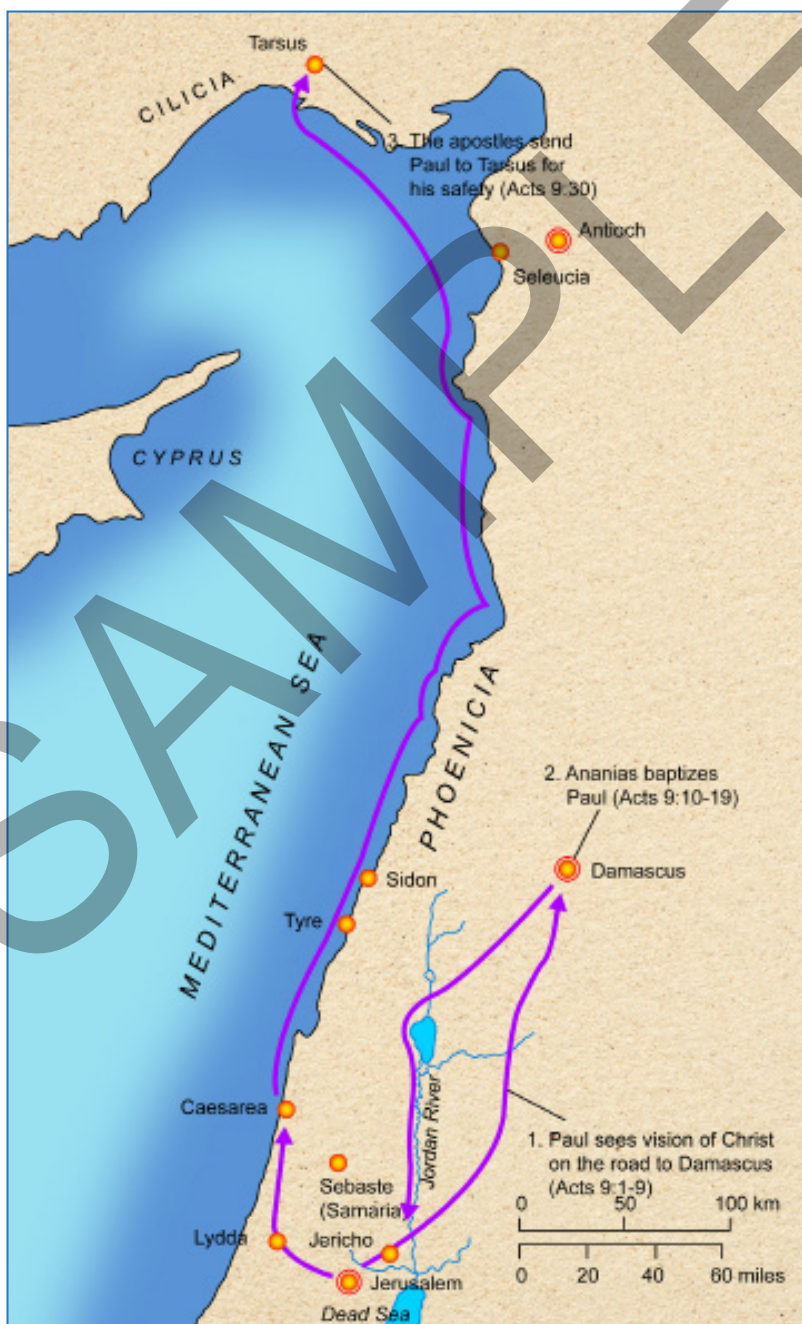 Tarsus
CILICIA
3. The apostles send
Paul to Tarsus for
his safety (Acts 9:30)
Antioch
Seleucia
CYPRUS
MEDITERRANEAN SEA
PHOENICIA
2. Ananias baptizes
Paul (Acts 9:10-19)
Damascus
Sidon
Tyre
Caesarea
Jordan River
1. Paul sees vision of Christ
on the road to Damascus
(Acts 9:1-9)
Sebaste
(Samaria)
Lydda
Jericho
Jerusalem
Dead Sea
0 50 100 km
0 20 40 60 miles
SAMPLE